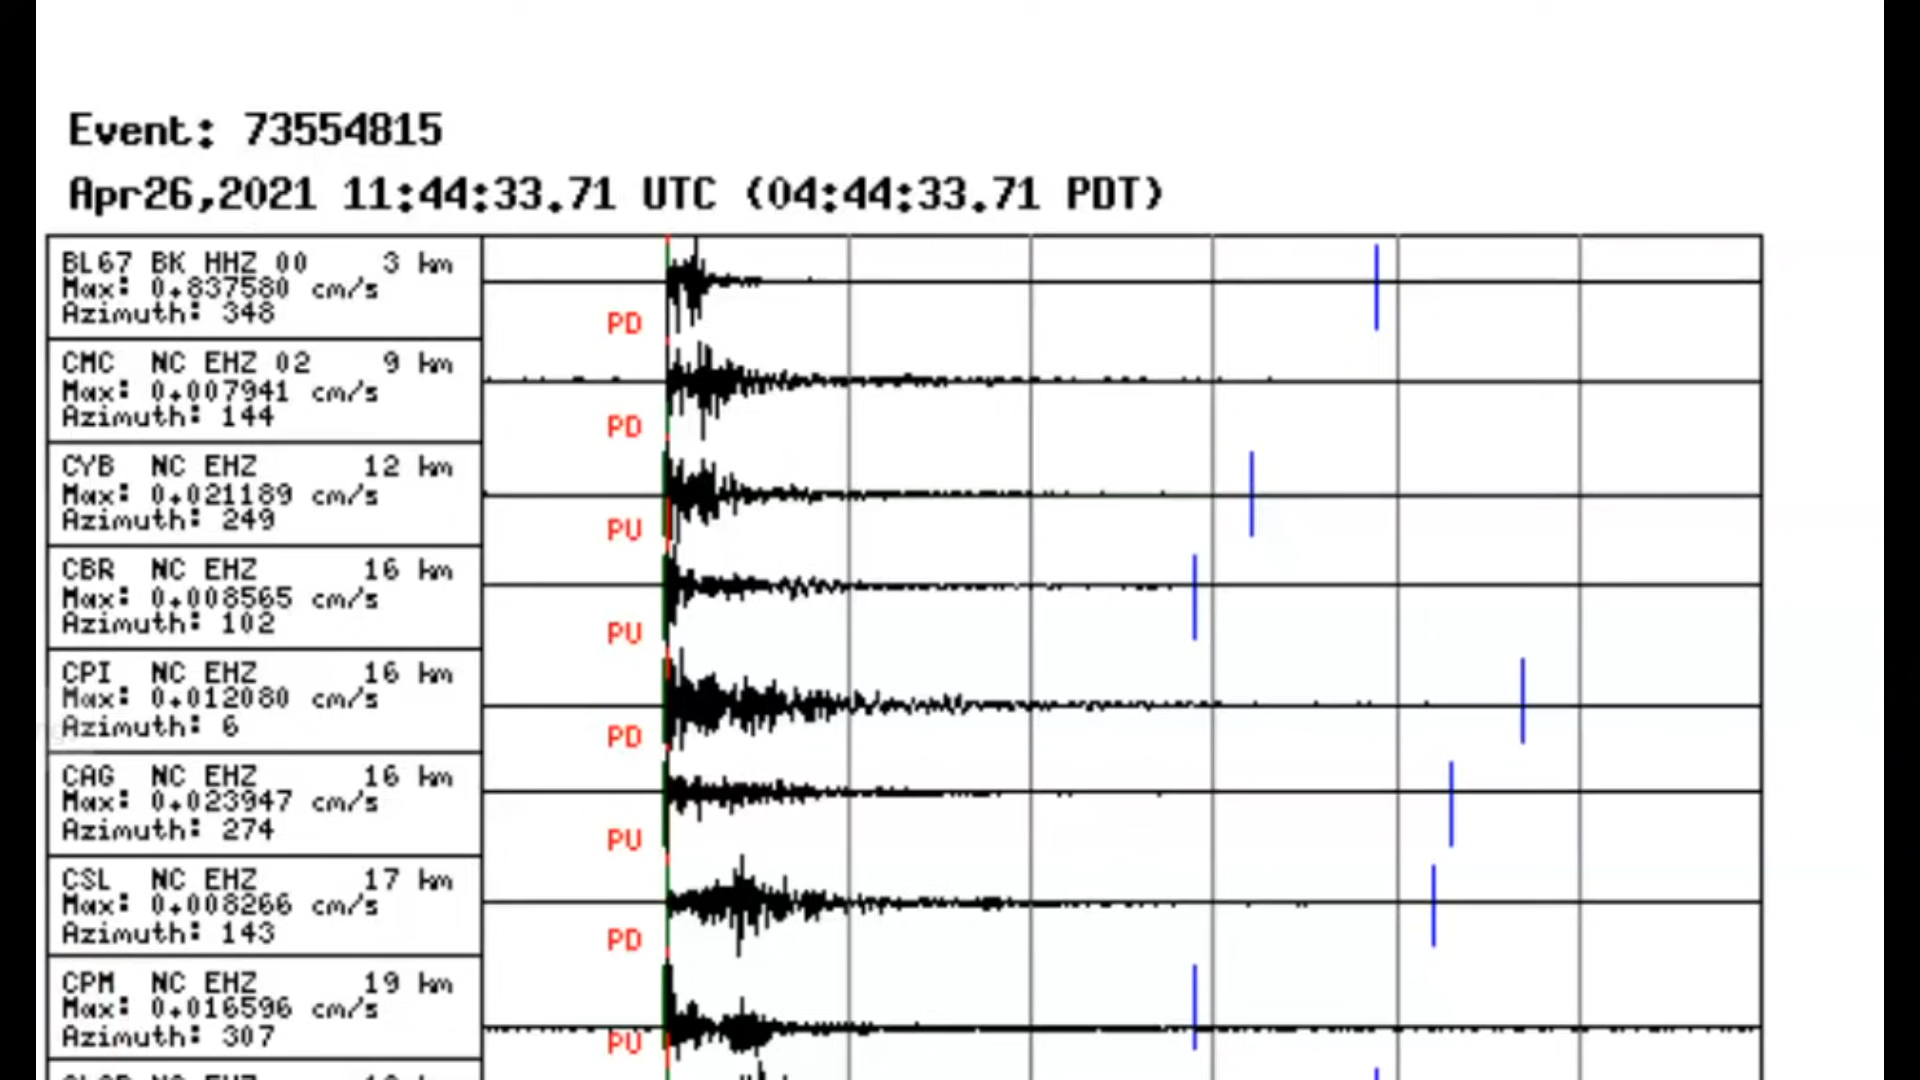 Event: 73554815
Apr26,2021 11:44:33.71 UTC (04:44:33.71 PDT)
BL67 BK HHZ 00 3 km
Max: 0.837580 cm/s
Azimuth: 348
PD
CMC NC EHZ 02 9 km
Max: 0.007941 cm/s
Azimuth: 144
PD
CYB NC EHZ 12 km
Max: 0.021189 cm/s
Azimuth: 249
PU
CBR NC EHZ 16 km
Max: 0.008565 cm/s
Azimuth: 102
PU
CPI NC EHZ 16 km
Max: 0.012080 cm/s
Azimuth: 6
PD
CAG NC EHZ 16 km
Max: 0.023947 cm/s
Azimuth: 274
PU
CSL NC EHZ 17 km
Max: 0.008266 cm/s
Azimuth: 143
PD
CPM NC EHZ 19 km
Max: 0.016596 cm/s
Azimuth: 307
PU